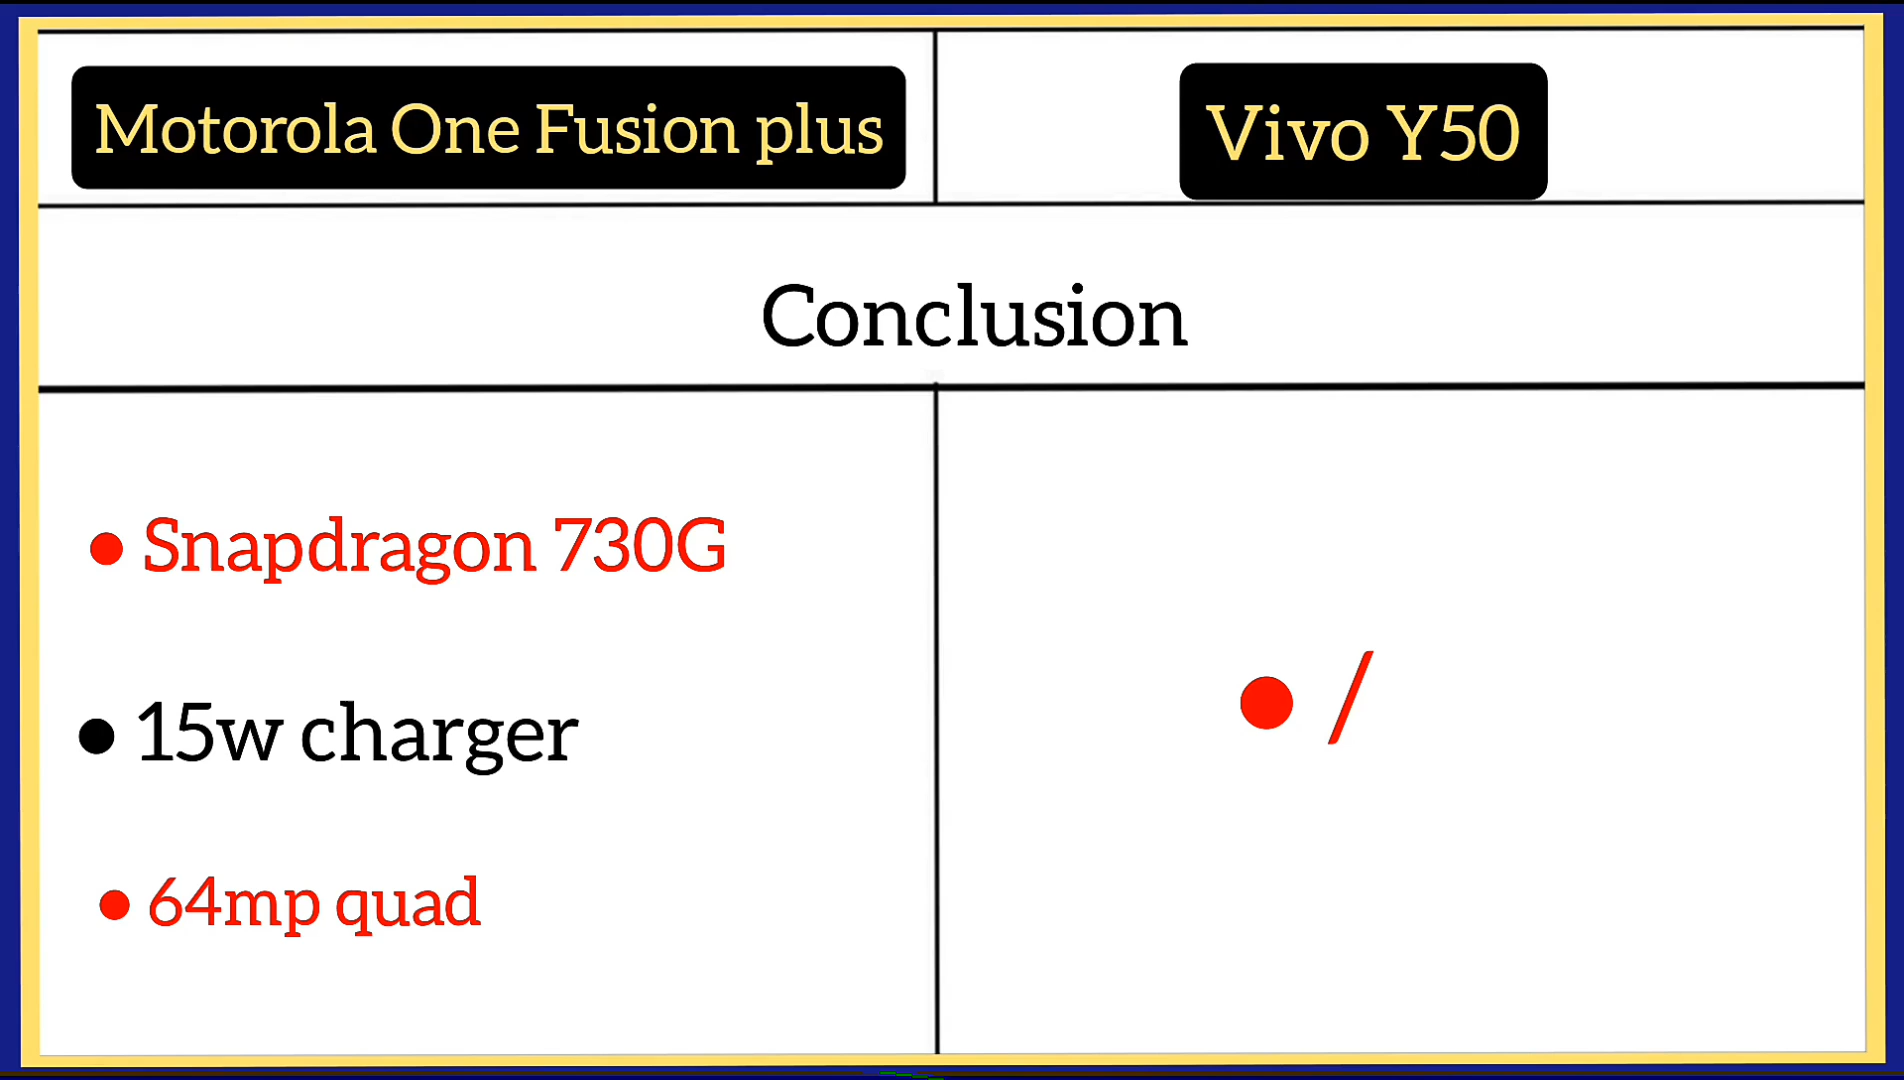 Motorola One Fusion plus
Vivo Y50
Conclusion
• Snapdragon 730G
• 15w charger
• 64mp quad
• /